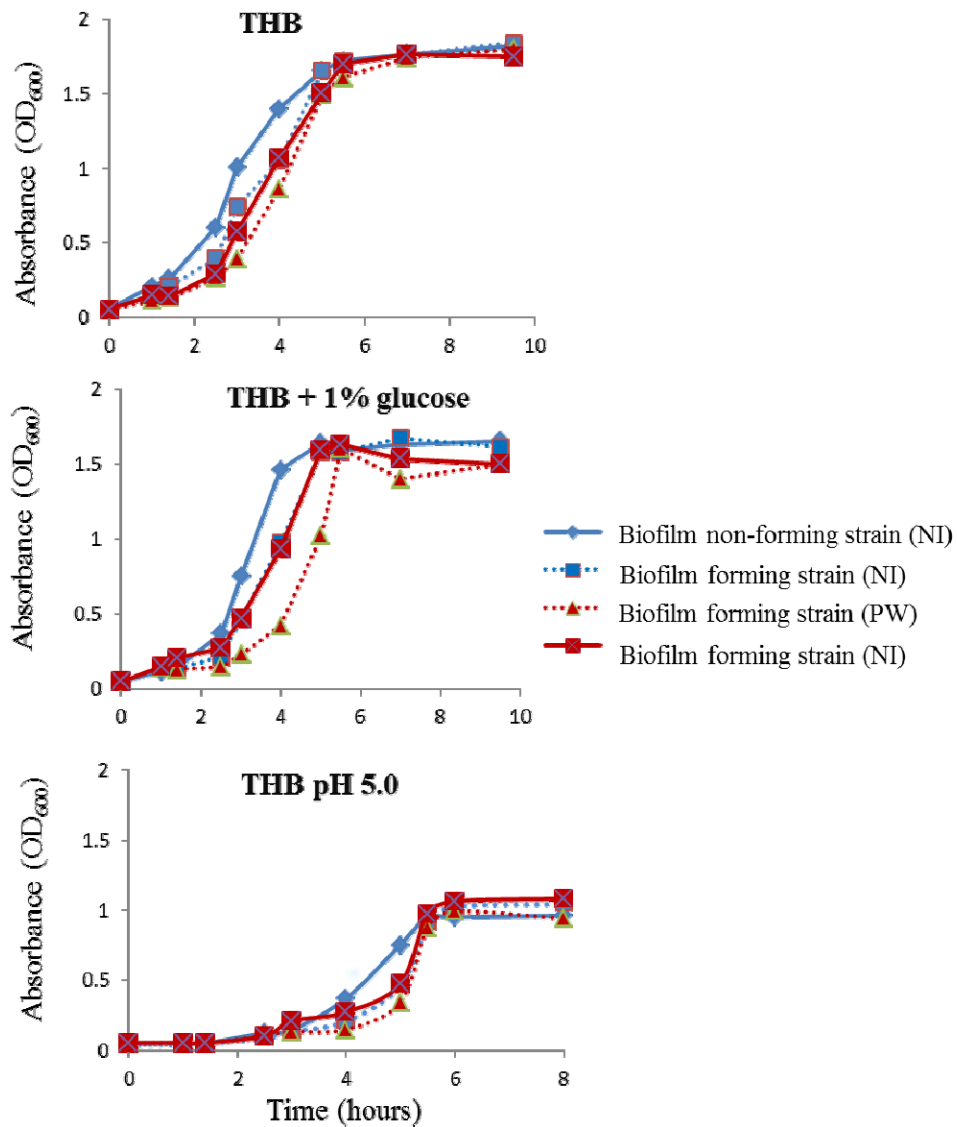 THB
Absorbance (OD600)
2
1.5
1
0.5
0
0 2 4 6 8 10
THB + 1% glucose
Absorbance (OD600)
2
1.5
1
0.5
0
0 2 4 6 8 10
Biofilm non-forming strain (NI)
Biofilm forming strain (NI)
Biofilm forming strain (PW)
Biofilm forming strain (NI)
THB pH 5.0
Absorbance (OD600)
2
1.5
1
0.5
0
0 2 4 6 8
Time (hours)